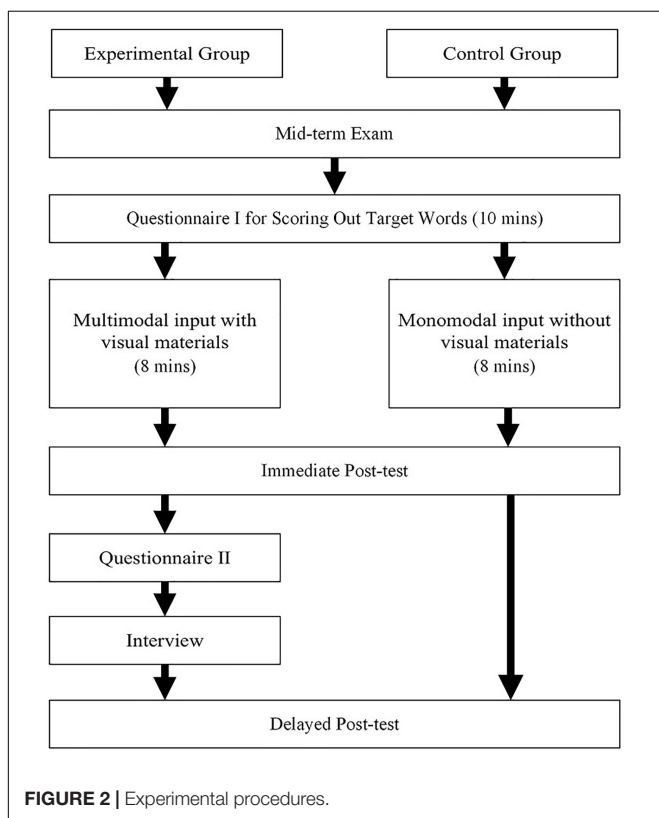 Experimental Group
Control Group
Mid-term Exam
Questionnaire I for Scoring Out Target Words (10 mins)
Multimodal input with
visual materials
(8 mins)
Monomodal input without
visual materials
(8 mins)
Immediate Post-test
Questionnaire II
Interview
Delayed Post-test
FIGURE 2 | Experimental procedures.